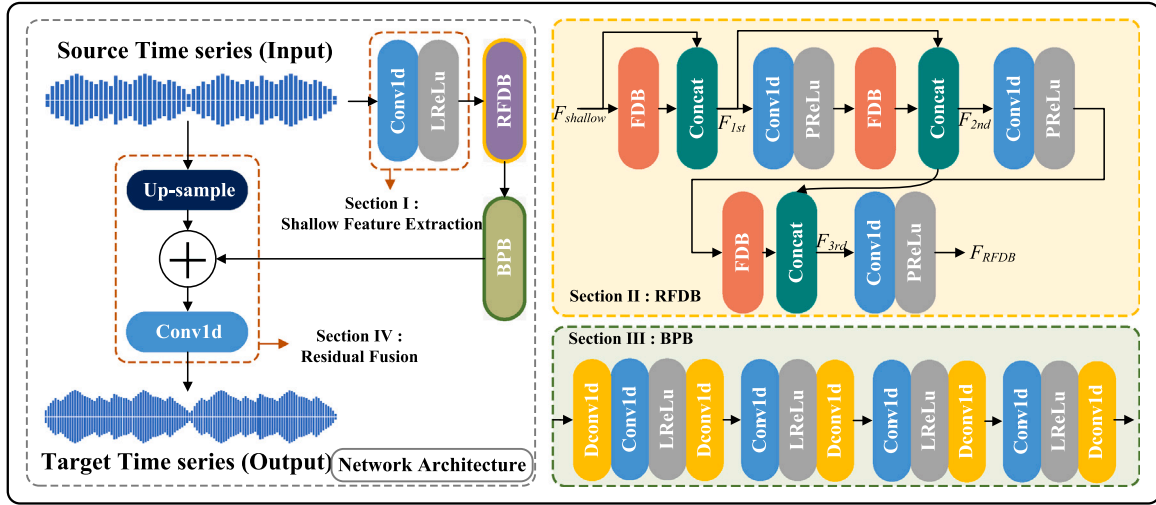 Source Time series (Input)
Conv1d
LReLu
RFDB
Section I :
Shallow Feature Extraction
Up-sample
BPB
Conv1d
Section IV :
Residual Fusion
Target Time series (Output)
Network Architecture
F_shallow
FDB
Concat
F_1st
Conv1d
PReLu
FDB
Concat
F_2nd
Conv1d
PReLu
FDB
Concat
F_3rd
Conv1d
PReLu
F_RFDB
Section II : RFDB
Section III : BPB
Dconv1d
Conv1d
LReLu
Dconv1d
Conv1d
LReLu
Dconv1d
Conv1d
LReLu
Dconv1d
Conv1d
LReLu
Dconv1d